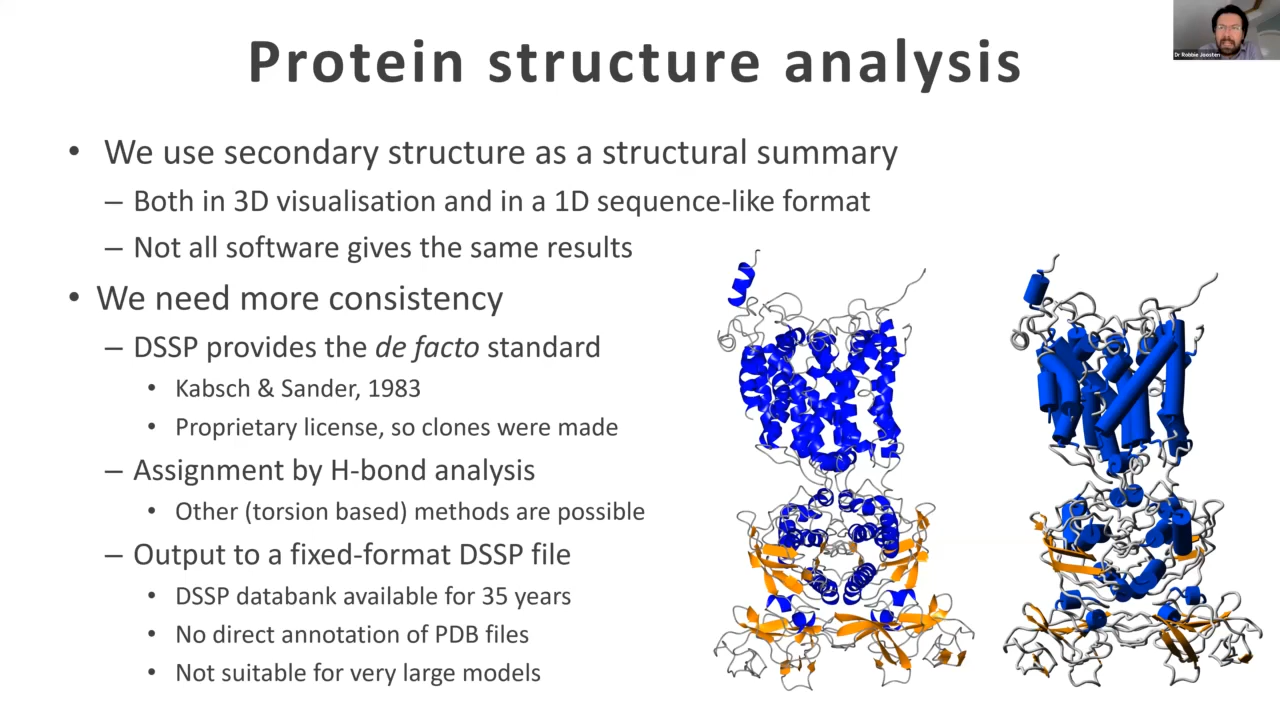 Protein structure analysis
Dr Robbie Joosten
• We use secondary structure as a structural summary
– Both in 3D visualisation and in a 1D sequence-like format
– Not all software gives the same results
• We need more consistency
– DSSP provides the de facto standard
• Kabsch & Sander, 1983
• Proprietary license, so clones were made
– Assignment by H-bond analysis
• Other (torsion based) methods are possible
– Output to a fixed-format DSSP file
• DSSP databank available for 35 years
• No direct annotation of PDB files
• Not suitable for very large models